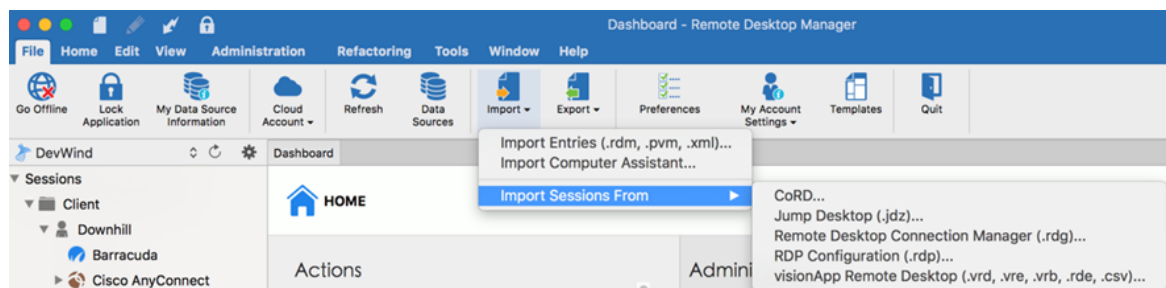 Dashboard - Remote Desktop Manager
File Home Edit View Administration Refactoring Tools Window Help
Go Offline
Lock Application
My Data Source Information
Cloud Account
Refresh
Data Sources
Import
Export
Preferences
My Account Settings
Templates
Quit
Import Entries (.rdm, .pvm, .xml)...
Import Computer Assistant...
Import Sessions From
CoRD...
Jump Desktop (.jdz)...
Remote Desktop Connection Manager (.rdg)...
RDP Configuration (.rdp)...
visionApp Remote Desktop (.vrd, .vre, .vrb, .rde, .csv)...
DevWind
Dashboard
Sessions
Client
Downhill
Barracuda
Cisco AnyConnect
HOME
Actions
Admini